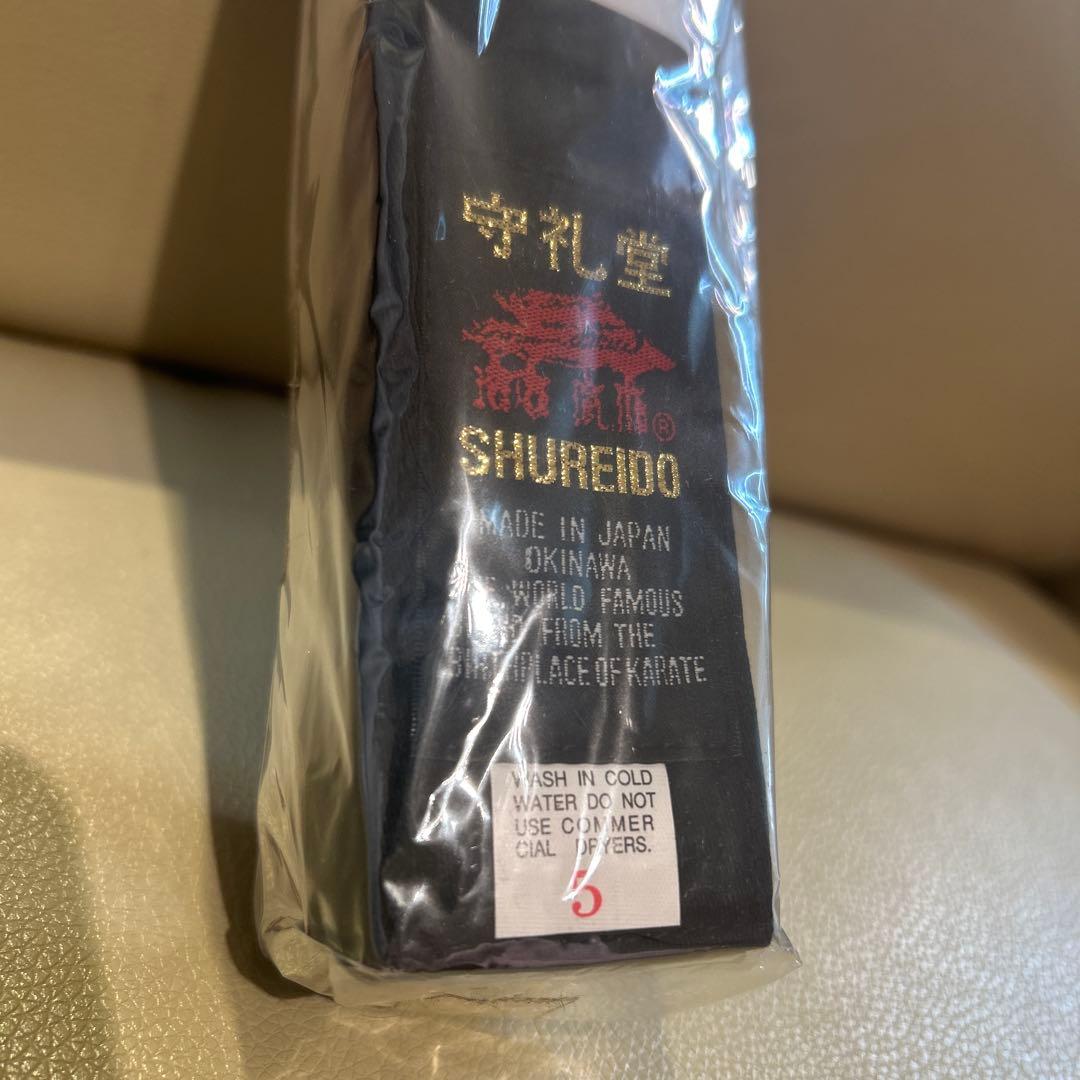 守礼堂
®
SHUREIDO
MADE IN JAPAN
OKINAWA
WORLD FAMOUS
FROM THE
BIRTHPLACE OF KARATE
WASH IN COLD
WATER DO NOT
USE COMMER
CIAL DRYERS.
5